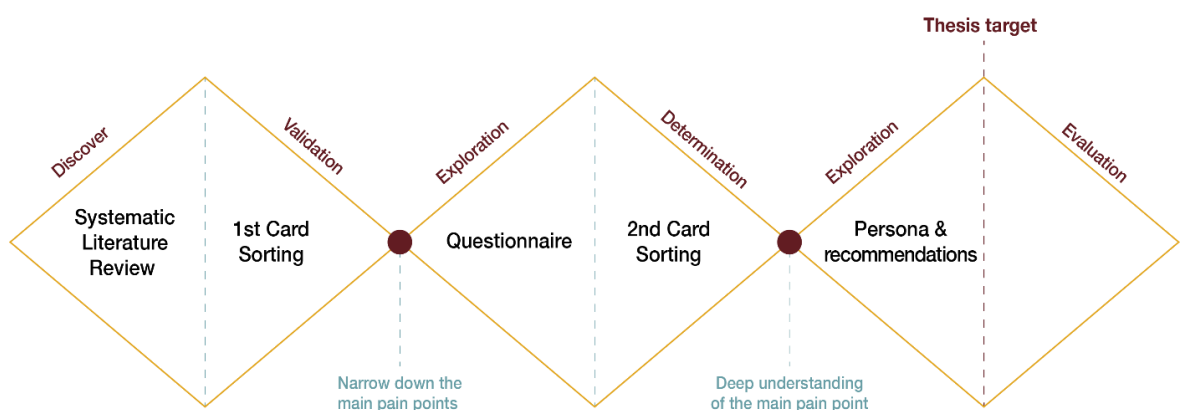 Thesis target
Discover
Validation
Exploration
Determination
Exploration
Evaluation
Systematic
Literature
Review
1st Card
Sorting
Questionnaire
2nd Card
Sorting
Persona &
recommendations
Narrow down the
main pain points
Deep understanding
of the main pain point